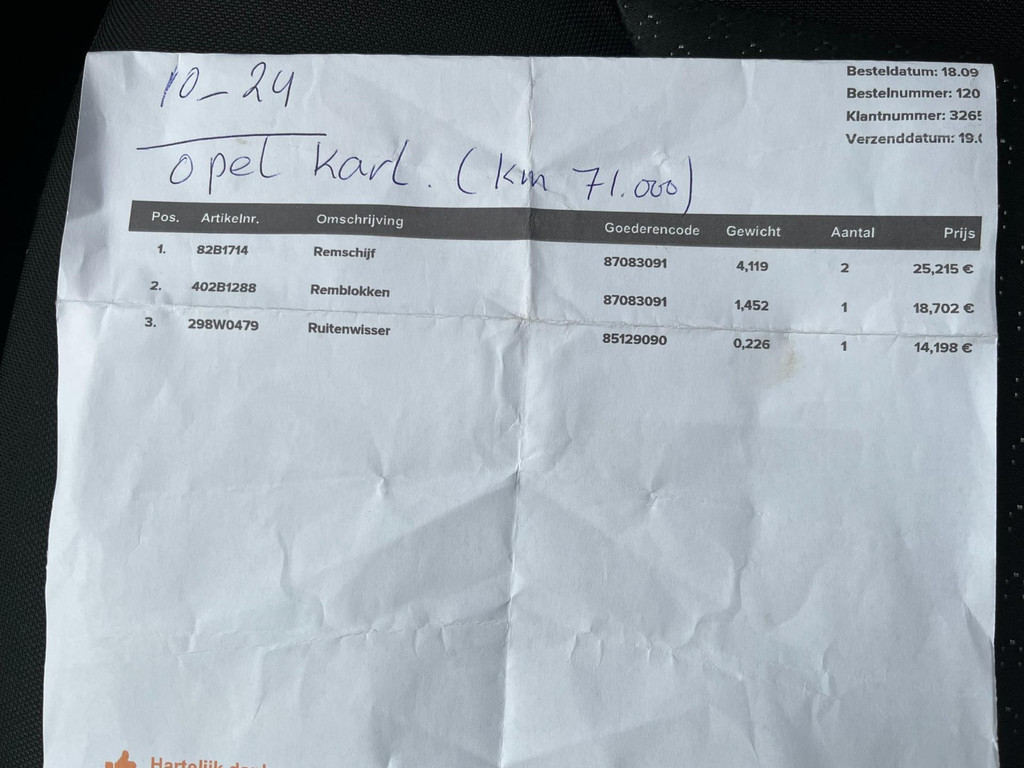 10-24
opel karl. (km 71.000)
Besteldatum: 18.09
Bestelnummer: 120
Klantnummer: 3265
Verzenddatum: 19.0
Pos. Artikelnr. Omschrijving Goederencode Gewicht Aantal Prijs
1. 82B1714 Remschijf 87083091 4,119 2 25,215 €
2. 402B1288 Remblokken 87083091 1,452 1 18,702 €
3. 298W0479 Ruitenwisser 85129090 0,226 1 14,198 €
Hartelijk